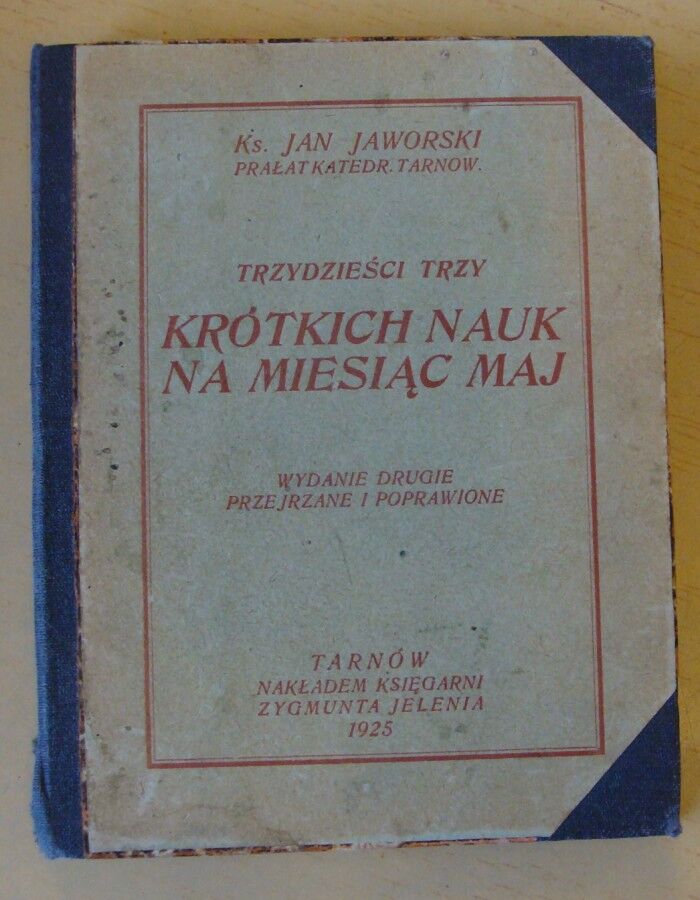 Ks. JAN JAWORSKI
PRAŁAT KATEDR. TARNOW.
TRZYDZIEŚCI TRZY
KRÓTKICH NAUK
NA MIESIĄC MAJ
WYDANIE DRUGIE
PRZEJRZANE I POPRAWIONE
TARNÓW
NAKŁADEM KSIĘGARNI
ZYGMUNTA JELENIA
1925